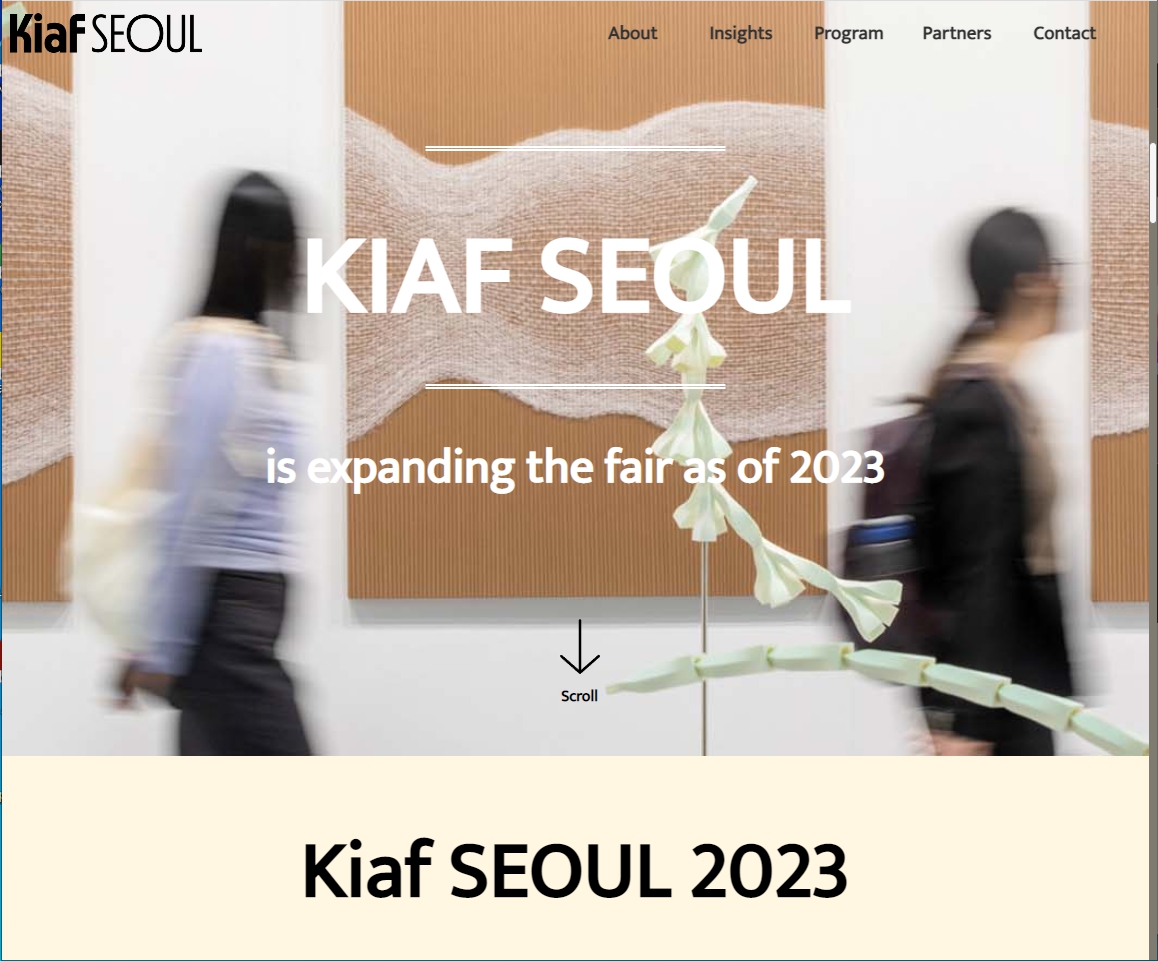 Kiaf SEOUL
About Insights Program Partners Contact
KIAF SEOUL
is expanding the fair as of 2023
Scroll
Kiaf SEOUL 2023